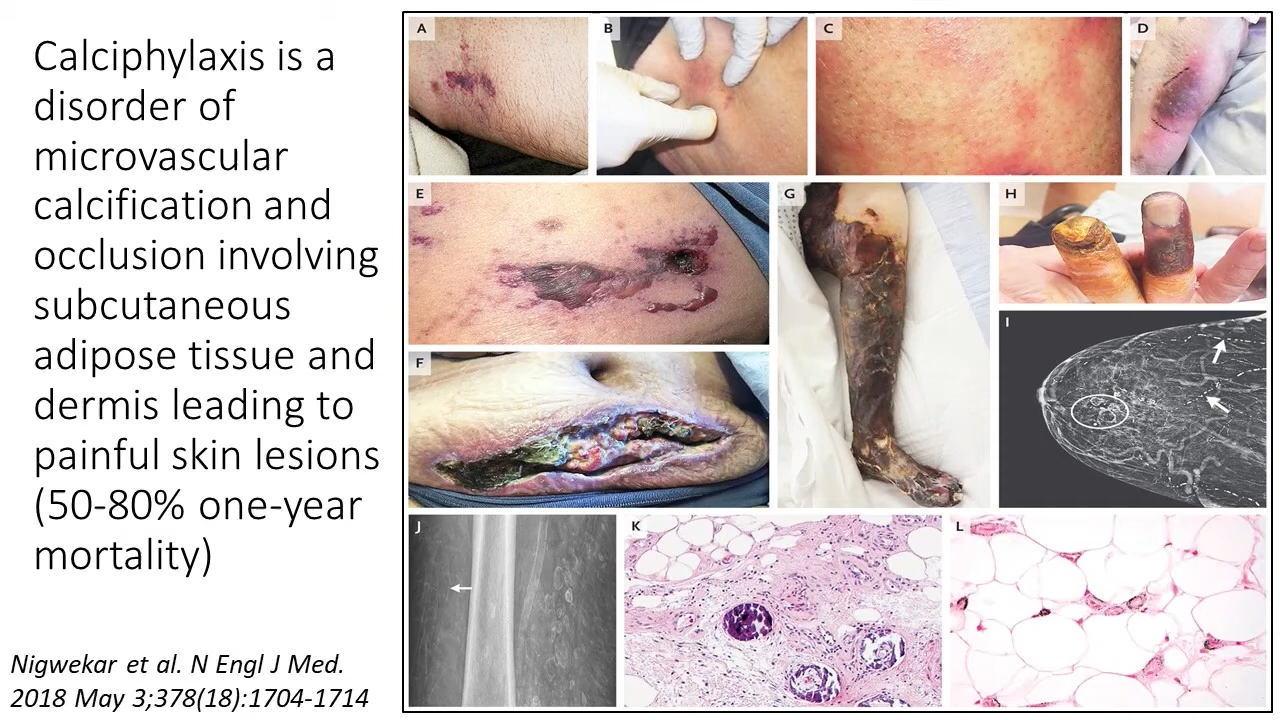 Calciphylaxis is a
disorder of
microvascular
calcification and
occlusion involving
subcutaneous
adipose tissue and
dermis leading to
painful skin lesions
(50-80% one-year
mortality)
Nigwekar et al. N Engl J Med.
2018 May 3;378(18):1704-1714
A
B
C
D
E
G
H
F
I
J
K
L